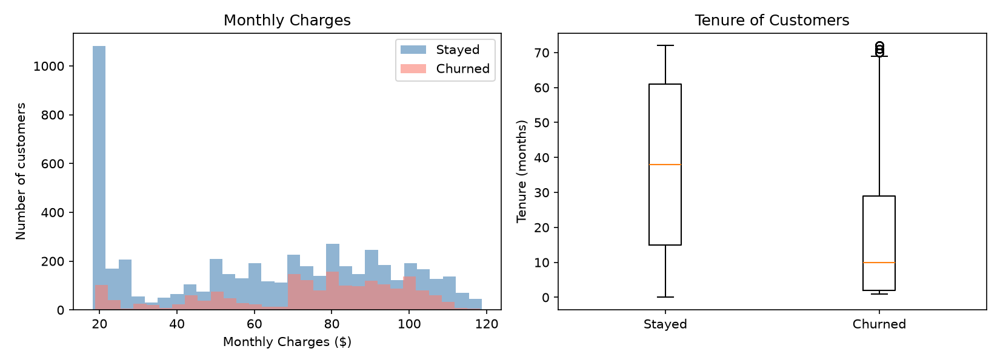 Monthly Charges
Number of customers
1000
800
600
400
200
0
Stayed
Churned
20 40 60 80 100 120
Monthly Charges ($)
Tenure of Customers
Tenure (months)
70
60
50
40
30
20
10
0
Stayed Churned